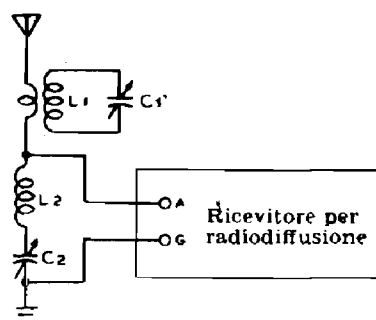 L1
C1'
L2
A
Ricevitore per
radiodiffusione
G
C2